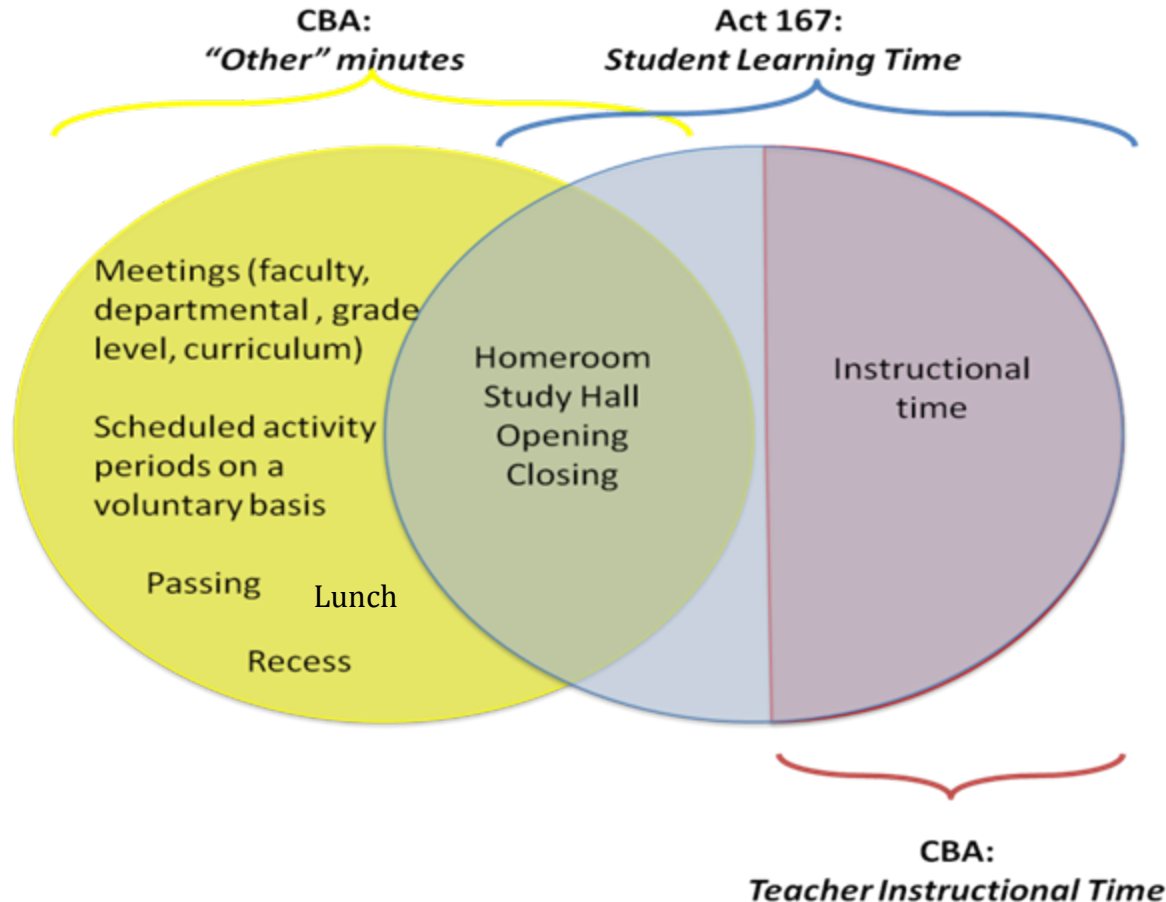 CBA:
“Other” minutes
Act 167:
Student Learning Time
Meetings (faculty,
departmental , grade
level, curriculum)
Scheduled activity
periods on a
voluntary basis
Passing
Lunch
Recess
Homeroom
Study Hall
Opening
Closing
Instructional
time
CBA:
Teacher Instructional Time